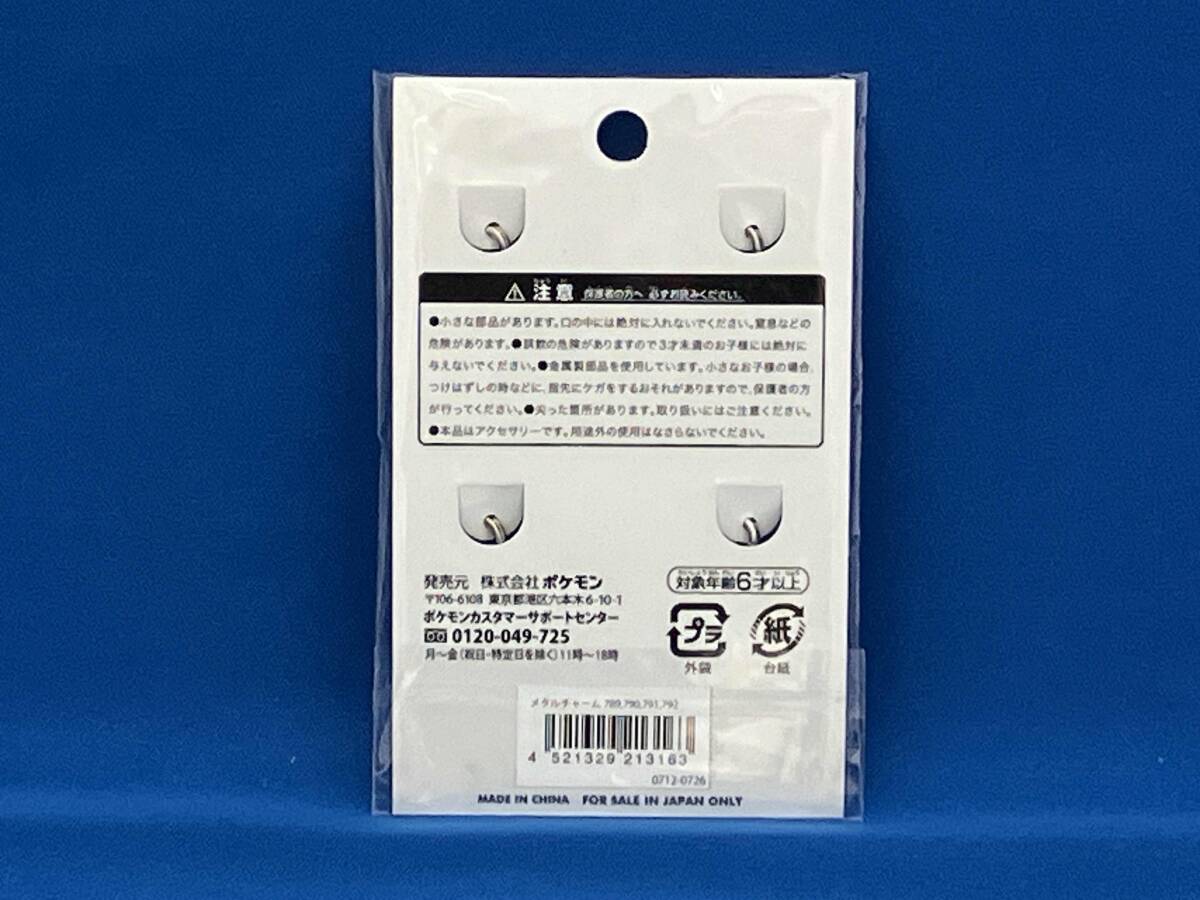 ⚠ 注意 保護者の方へ 必ずお読みください。
●小さな部品があります。口の中には絶対に入れないでください。窒息などの
危険があります。●誤飲の危険がありますので3才未満のお子様には絶対に
与えないでください。●金属製部品を使用しています。小さなお子様の場合、
つけはずしの時などに、指先にケガをするおそれがありますので、保護者の方
が行ってください。●尖った箇所があります。取り扱いにはご注意ください。
●本品はアクセサリーです。用途外の使用はなさらないでください。
発売元 株式会社ポケモン
〒106-6108 東京都港区六本木6-10-1
ポケモンカスタマーサポートセンター
0120-049-725
月～金（祝日・特定日を除く）11時～18時
対象年齢6才以上
プラ
外袋
紙
台紙
メタルチャーム 789,790,791,792
4 521329 213163
0712-0726
MADE IN CHINA FOR SALE IN JAPAN ONLY